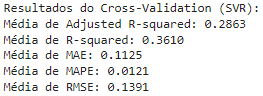 Resultados do Cross-Validation (SVR):
Média de Adjusted R-squared: 0.2863
Média de R-squared: 0.3610
Média de MAE: 0.1125
Média de MAPE: 0.0121
Média de RMSE: 0.1391